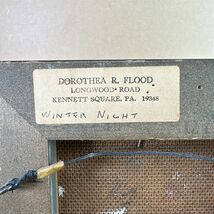 DOROTHEA R. FLOOD
LONGWOOD ROAD
KENNETT SQUARE, PA. 19348
WINTER NIGHT